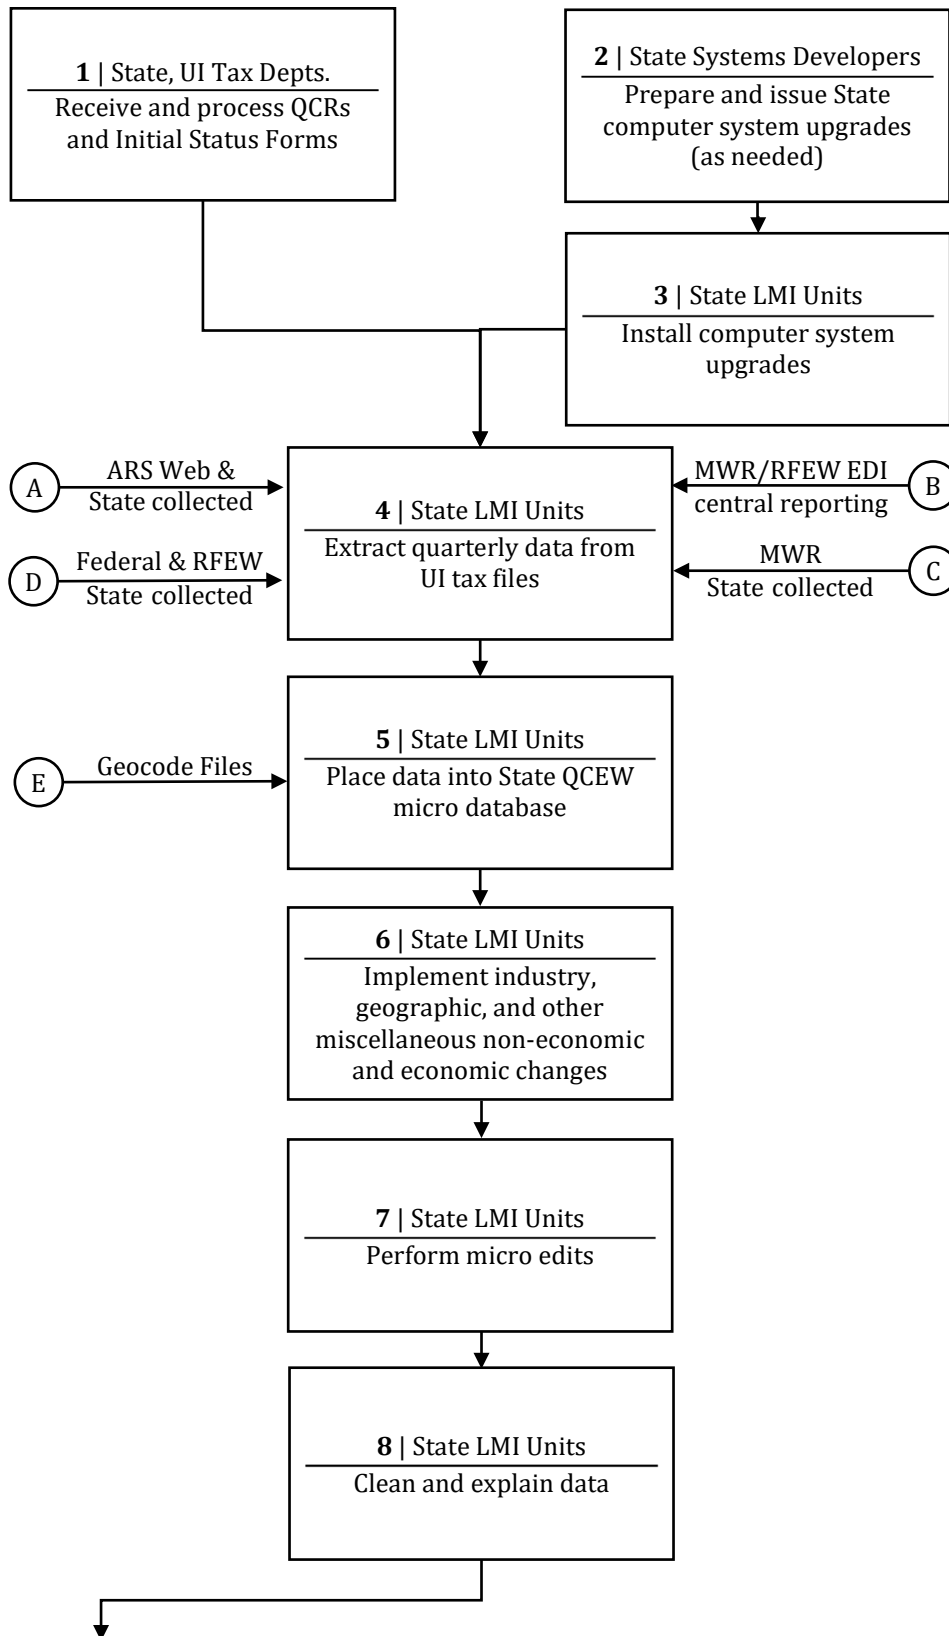 1 | State, UI Tax Depts.
Receive and process QCRs
and Initial Status Forms
2 | State Systems Developers
Prepare and issue State
computer system upgrades
(as needed)
3 | State LMI Units
Install computer system
upgrades
A
ARS Web &
State collected
D
Federal & RFEW
State collected
4 | State LMI Units
Extract quarterly data from
UI tax files
MWR/RFEW EDI
central reporting
B
MWR
State collected
C
E
Geocode Files
5 | State LMI Units
Place data into State QCEW
micro database
6 | State LMI Units
Implement industry,
geographic, and other
miscellaneous non-economic
and economic changes
7 | State LMI Units
Perform micro edits
8 | State LMI Units
Clean and explain data